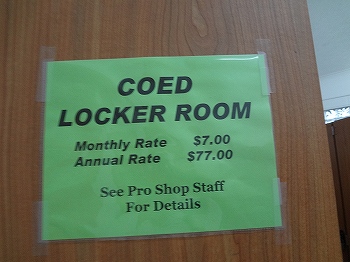 COED
LOCKER ROOM
Monthly Rate $7.00
Annual Rate $77.00
See Pro Shop Staff
For Details